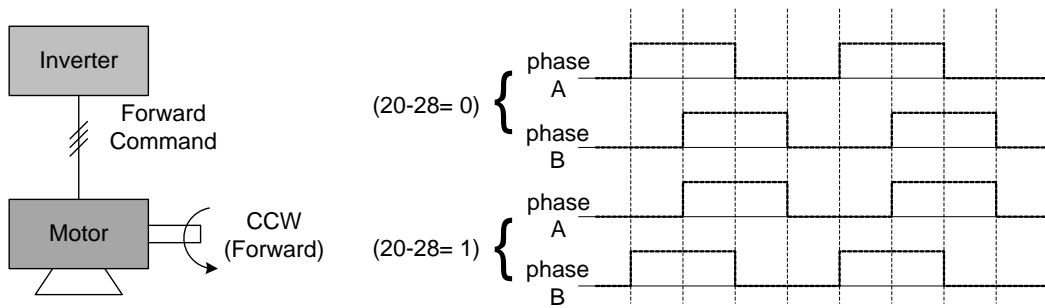 Inverter
Forward
Command
Motor
CCW
(Forward)
(20-28= 0)
phase
A
phase
B
(20-28= 1)
phase
A
phase
B